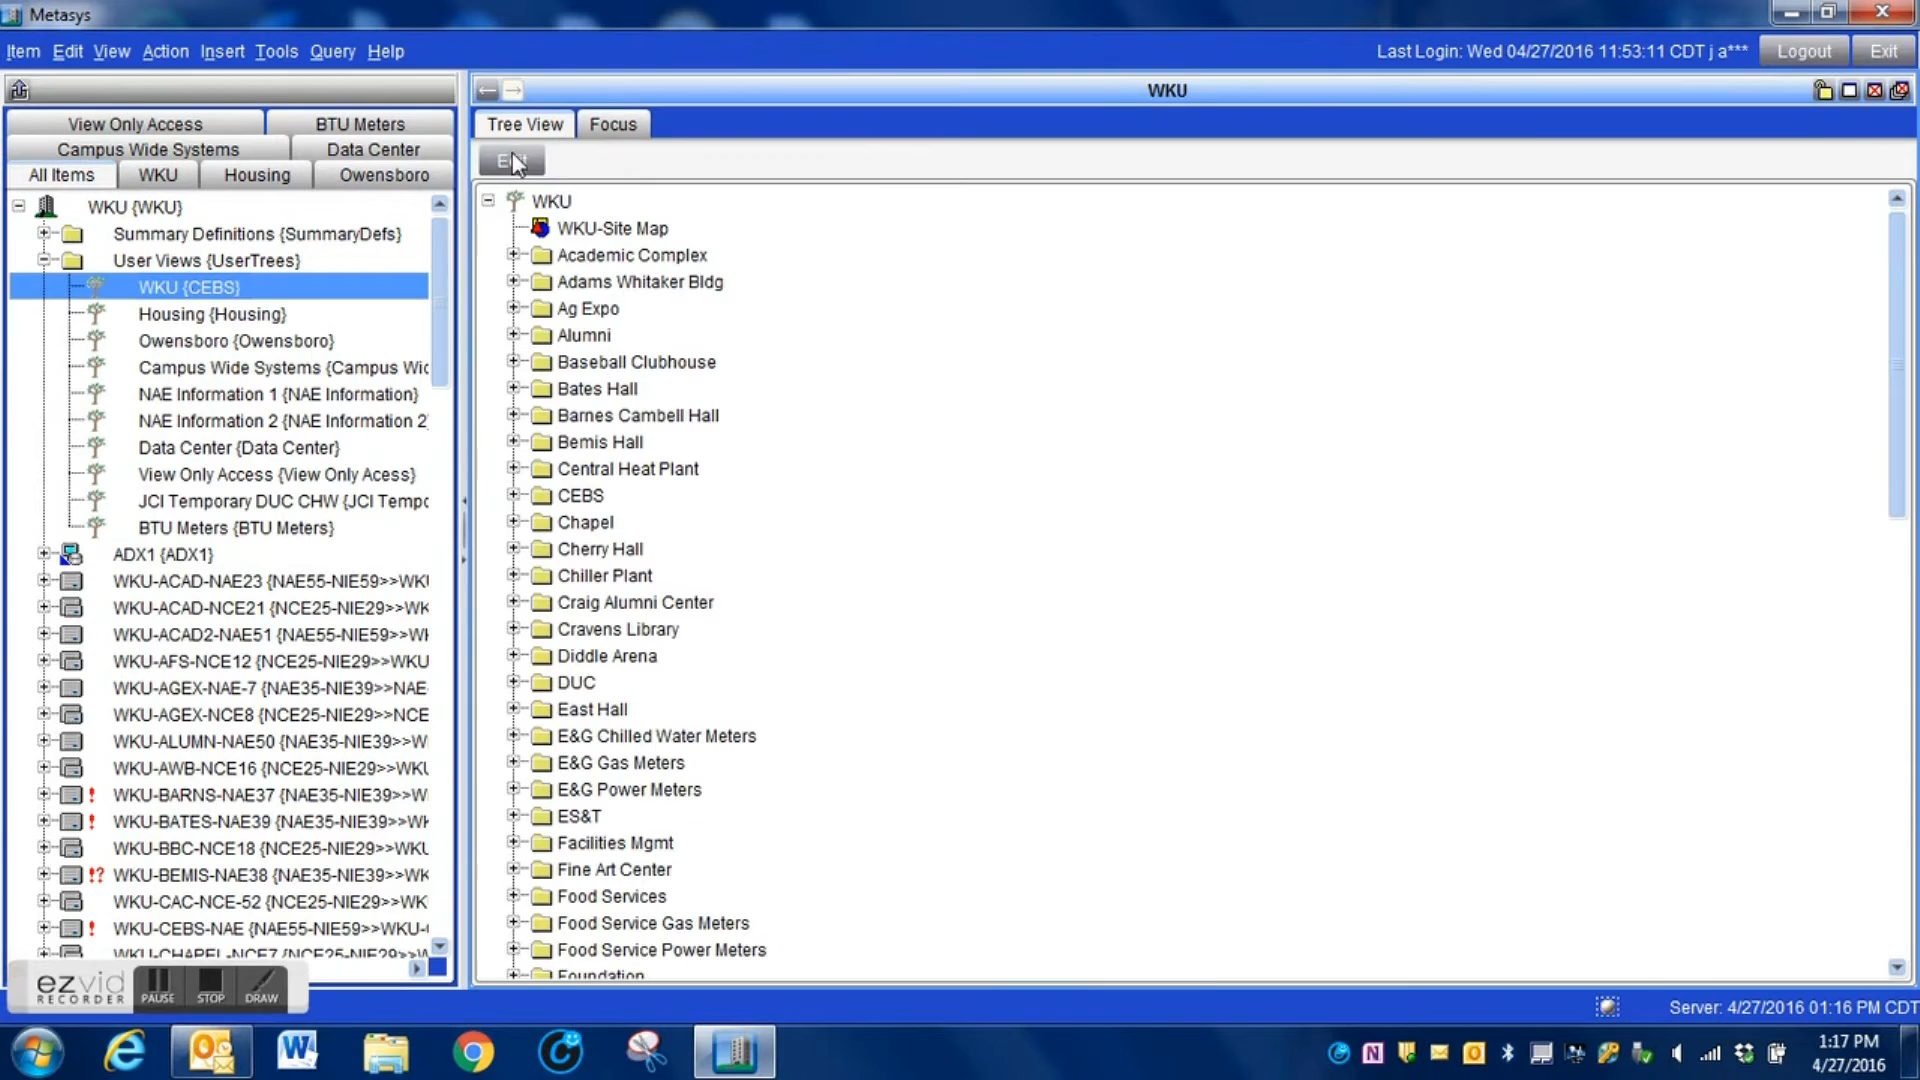 Metasys
Item Edit View Action Insert Tools Query Help
Last Login: Wed 04/27/2016 11:53:11 CDT j a***
Logout
Exit
View Only Access
BTU Meters
Campus Wide Systems
Data Center
All Items
WKU
Housing
Owensboro
WKU {WKU}
Summary Definitions {SummaryDefs}
User Views {UserTrees}
WKU {CEBS}
Housing {Housing}
Owensboro {Owensboro}
Campus Wide Systems {Campus Wid
NAE Information 1 {NAE Information}
NAE Information 2 {NAE Information 2}
Data Center {Data Center}
View Only Access {View Only Acess}
JCI Temporary DUC CHW {JCI Tempo
BTU Meters {BTU Meters}
ADX1 {ADX1}
WKU-ACAD-NAE23 {NAE55-NIE59>>WKU
WKU-ACAD-NCE21 {NCE25-NIE29>>WK
WKU-ACAD2-NAE51 {NAE55-NIE59>>WK
WKU-AFS-NCE12 {NCE25-NIE29>>WKU
WKU-AGEX-NAE-7 {NAE35-NIE39>>NAE-
WKU-AGEX-NCE8 {NCE25-NIE29>>NCE
WKU-ALUMN-NAE50 {NAE35-NIE39>>W
WKU-AWB-NCE16 {NCE25-NIE29>>WKU
WKU-BARNS-NAE37 {NAE35-NIE39>>W
WKU-BATES-NAE39 {NAE35-NIE39>>WK
WKU-BBC-NCE18 {NCE25-NIE29>>WKU
WKU-BEMIS-NAE38 {NAE35-NIE39>>WK
WKU-CAC-NCE-52 {NCE25-NIE29>>WK
WKU-CEBS-NAE {NAE55-NIE59>>WKU-
WKU-CHAPEL-NCE7 {NCE25-NIE29>>W
WKU
Tree View
Focus
WKU
WKU-Site Map
Academic Complex
Adams Whitaker Bldg
Ag Expo
Alumni
Baseball Clubhouse
Bates Hall
Barnes Cambell Hall
Bemis Hall
Central Heat Plant
CEBS
Chapel
Cherry Hall
Chiller Plant
Craig Alumni Center
Cravens Library
Diddle Arena
DUC
East Hall
E&G Chilled Water Meters
E&G Gas Meters
E&G Power Meters
ES&T
Facilities Mgmt
Fine Art Center
Food Services
Food Service Gas Meters
Food Service Power Meters
Foundation
ezvid
RECORDER
PAUSE
STOP
DRAW
Server: 4/27/2016 01:16 PM CDT
1:17 PM
4/27/2016